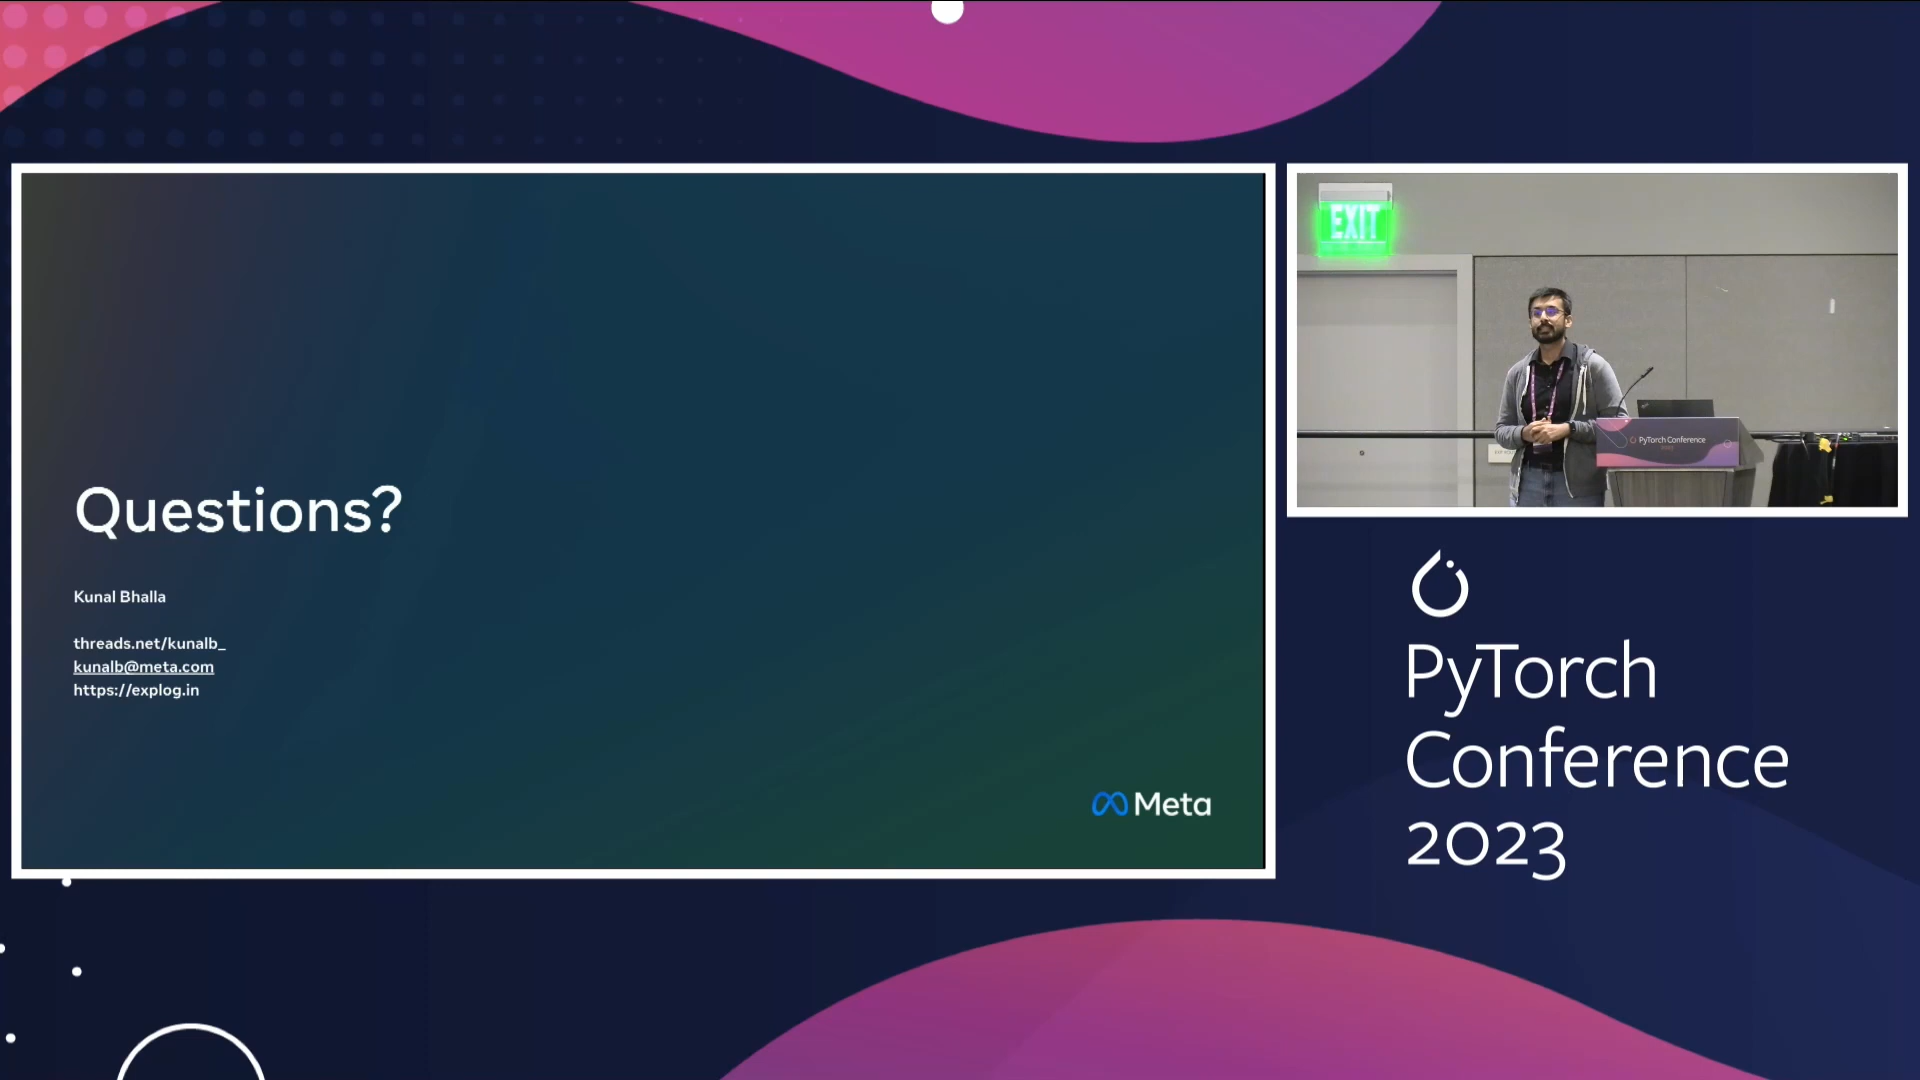 Questions?
Kunal Bhalla
threads.net/kunalb_
kunalb@meta.com
https://explog.in
Meta
EXIT
PyTorch Conference
2023
PyTorch
Conference
2023